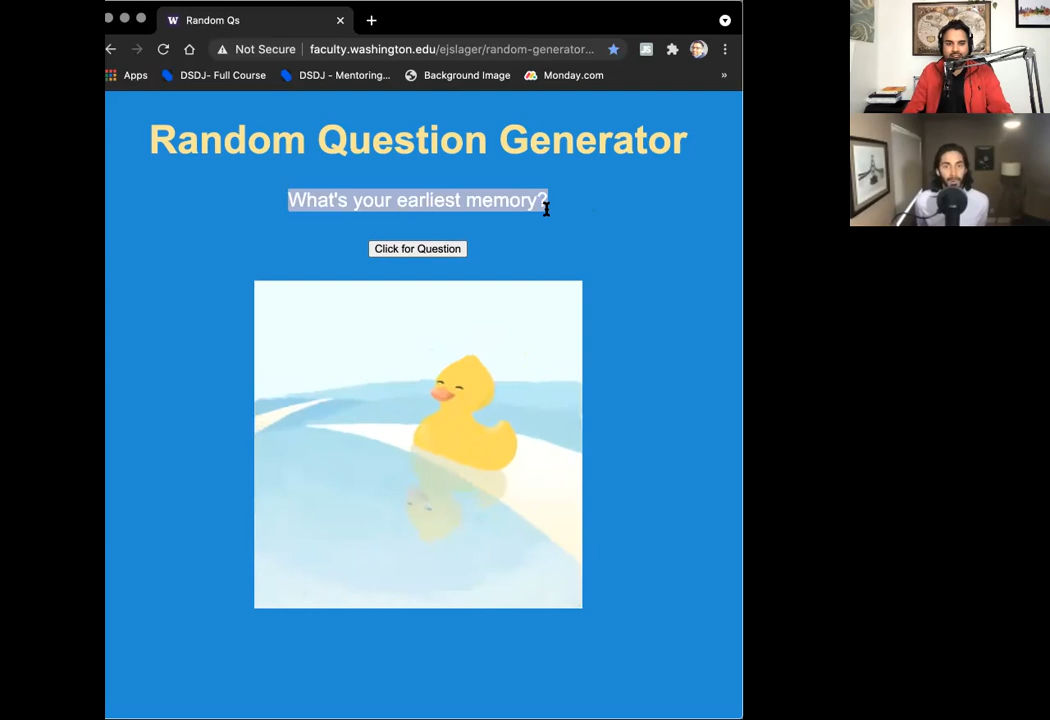 Random Qs
Not Secure
faculty.washington.edu/ejslager/random-generator...
Apps
DSDJ- Full Course
DSDJ - Mentoring...
Background Image
Monday.com
»
Random Question Generator
What's your earliest memory?
Click for Question